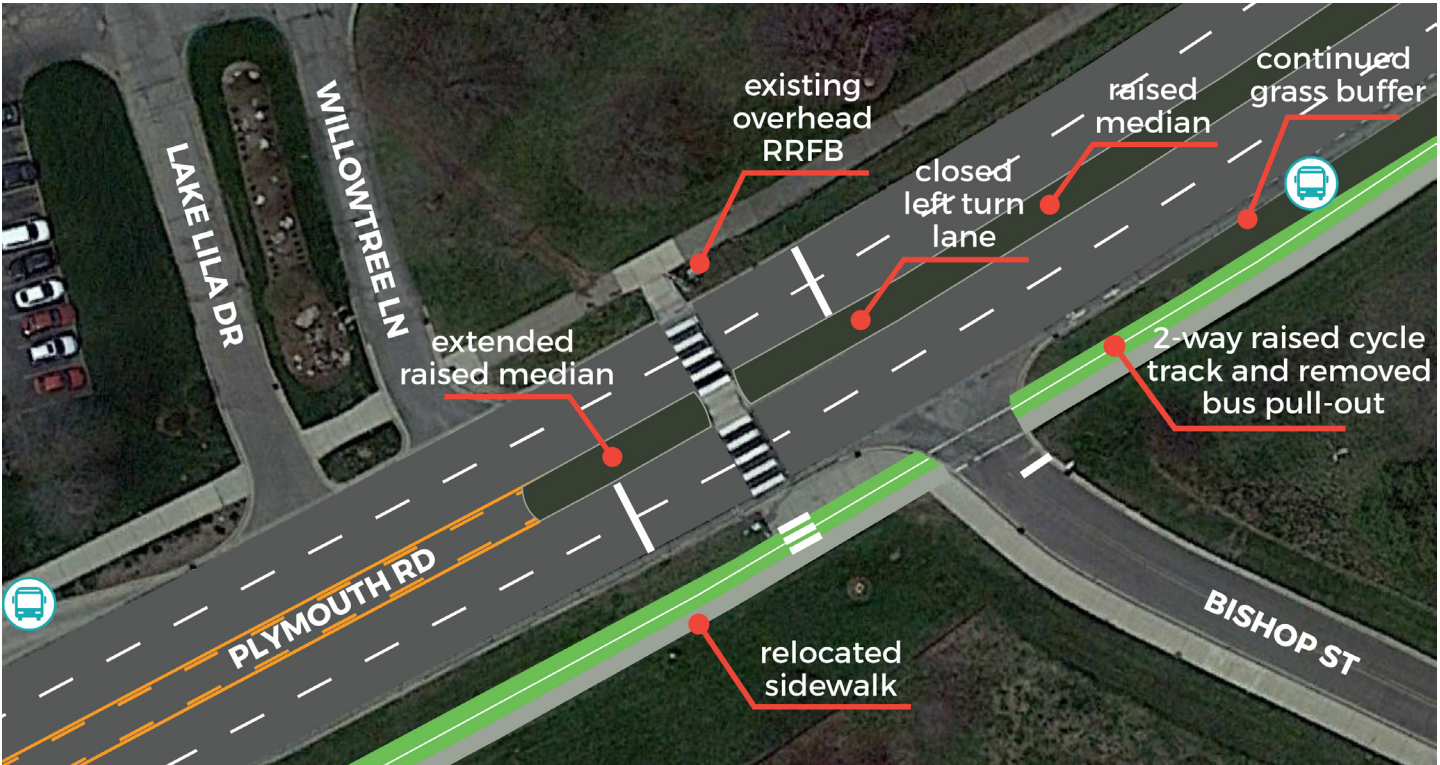 existing
overhead
RRFB
raised
median
continued
grass buffer
closed
left turn
lane
WILLOWTREE LN
LAKE LILA DR
extended
raised median
2-way raised cycle
track and removed
bus pull-out
PLYMOUTH RD
BISHOP ST
relocated
sidewalk